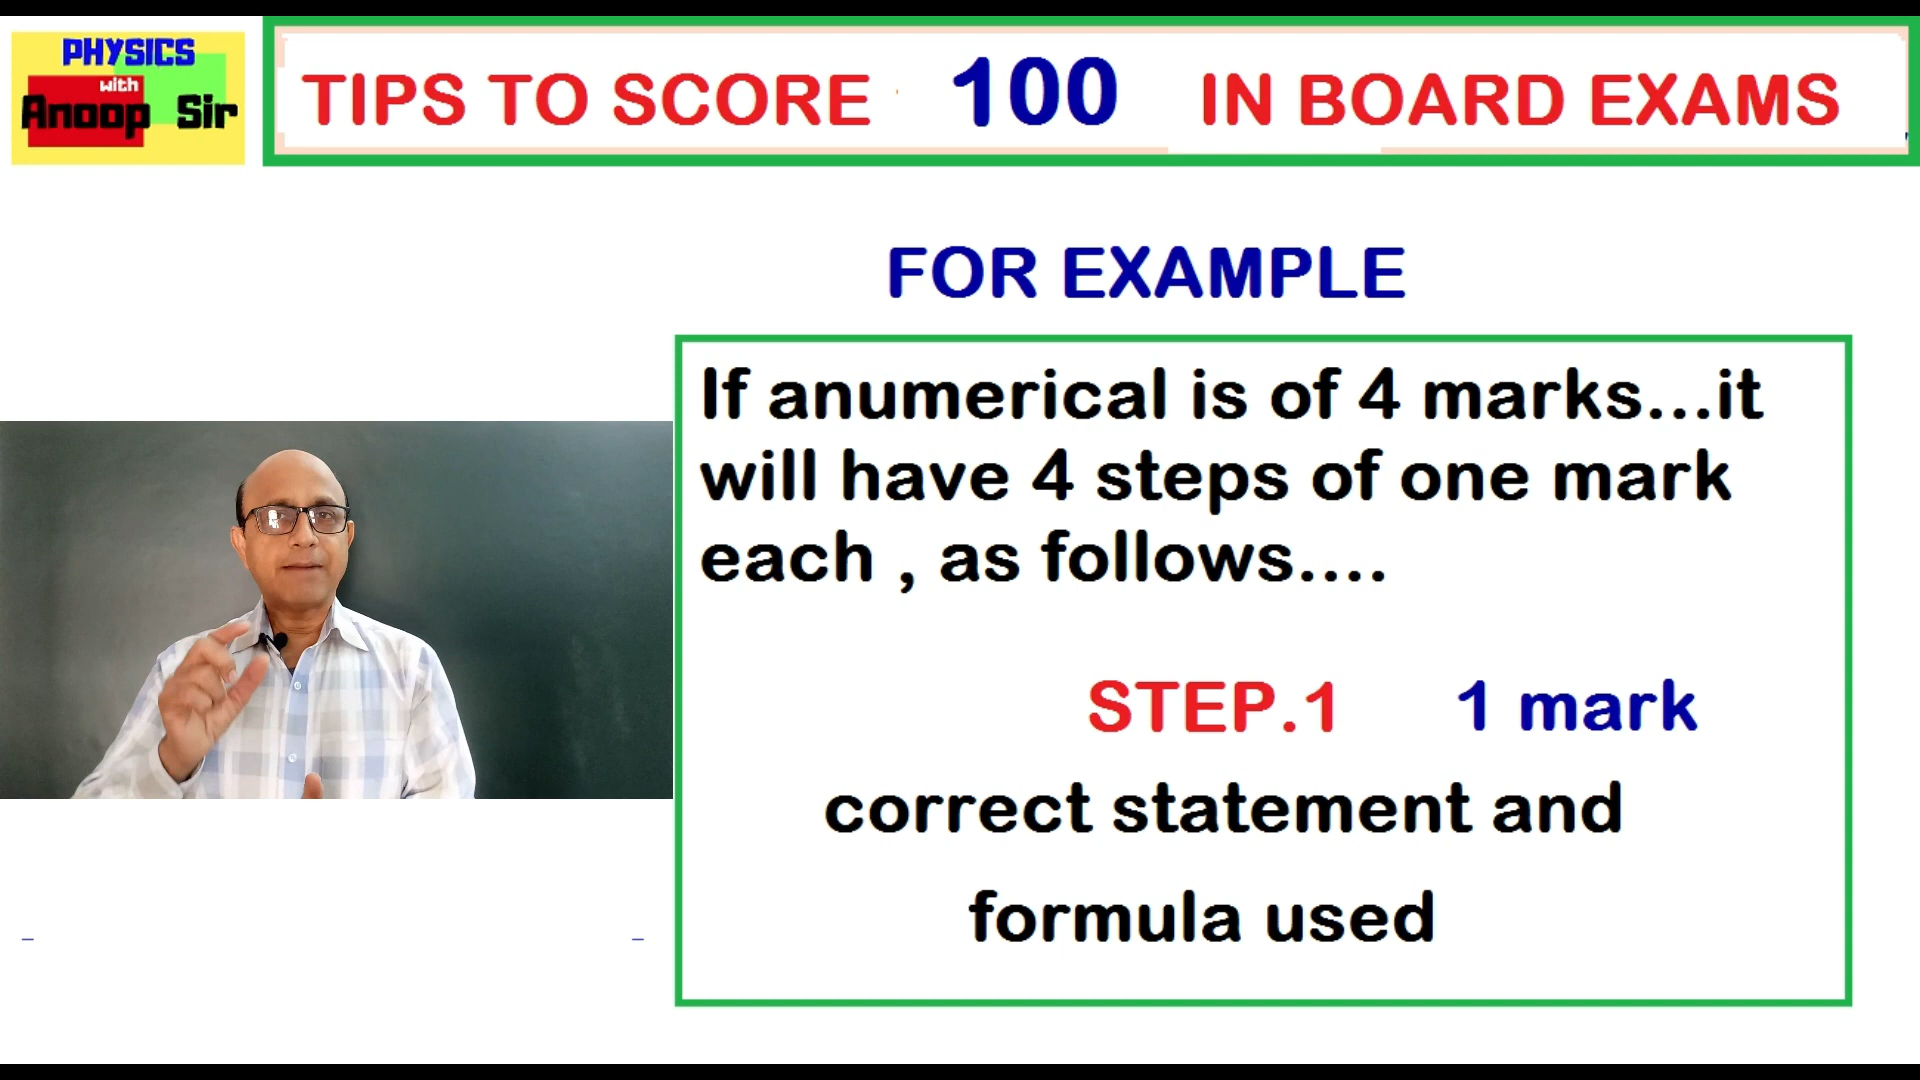 PHYSICS
with
Anoop Sir
TIPS TO SCORE 100 IN BOARD EXAMS
FOR EXAMPLE
If anumerical is of 4 marks...it
will have 4 steps of one mark
each , as follows....
STEP.1 1 mark
correct statement and
formula used